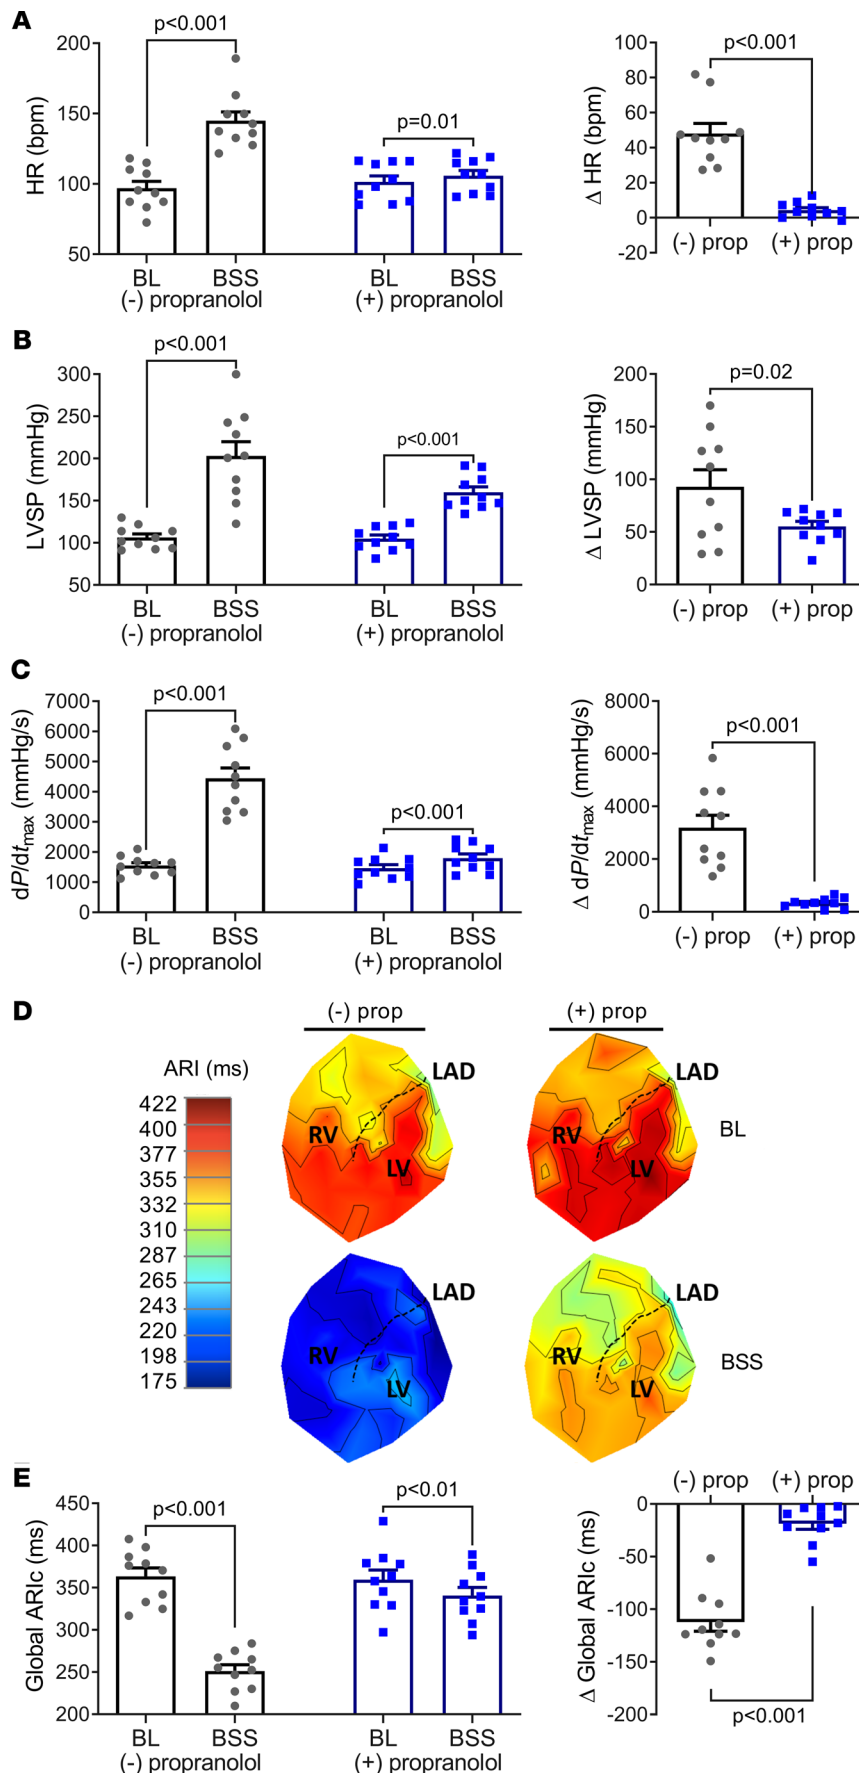 A
p<0.001
p=0.01
HR (bpm)
200
150
100
50
BL
BSS
BL
BSS
(-) propranolol
(+) propranolol
p<0.001
Δ HR (bpm)
100
80
60
40
20
0
-20
(-) prop
(+) prop
B
p<0.001
p<0.001
LVSP (mmHg)
300
250
200
150
100
50
BL
BSS
BL
BSS
(-) propranolol
(+) propranolol
p=0.02
Δ LVSP (mmHg)
200
150
100
50
0
(-) prop
(+) prop
C
p<0.001
p<0.001
dP/dtmax (mmHg/s)
7000
6000
5000
4000
3000
2000
1000
0
BL
BSS
BL
BSS
(-) propranolol
(+) propranolol
p<0.001
Δ dP/dtmax (mmHg/s)
8000
6000
4000
2000
0
(-) prop
(+) prop
D
(-) prop
(+) prop
ARI (ms)
422
400
377
355
332
310
287
265
243
220
198
175
LAD
RV
LV
LAD
RV
LV
BL
LAD
RV
LV
LAD
RV
LV
BSS
E
p<0.001
p<0.01
Global ARIc (ms)
450
400
350
300
250
200
BL
BSS
BL
BSS
(-) propranolol
(+) propranolol
(-) prop
(+) prop
Δ Global ARIc (ms)
0
-50
-100
-150
-200
p<0.001